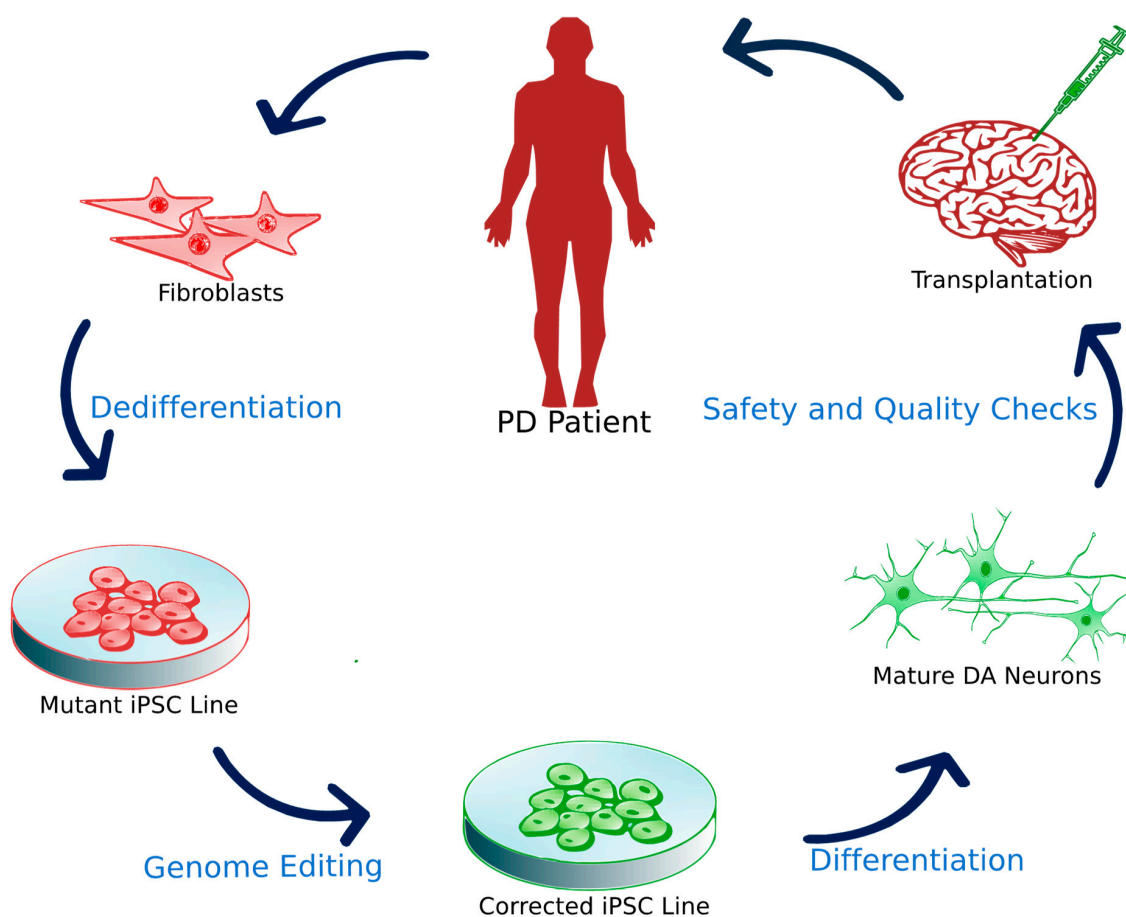 Fibroblasts
Transplantation
Dedifferentiation
PD Patient
Safety and Quality Checks
Mutant iPSC Line
Mature DA Neurons
Genome Editing
Differentiation
Corrected iPSC Line